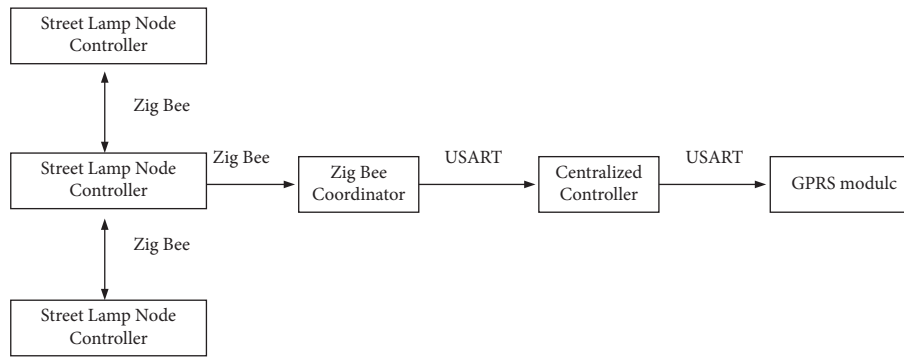 Street Lamp Node
Controller
Zig Bee
Street Lamp Node
Controller
Zig Bee
Zig Bee
Coordinator
USART
Centralized
Controller
USART
GPRS modulc
Zig Bee
Street Lamp Node
Controller